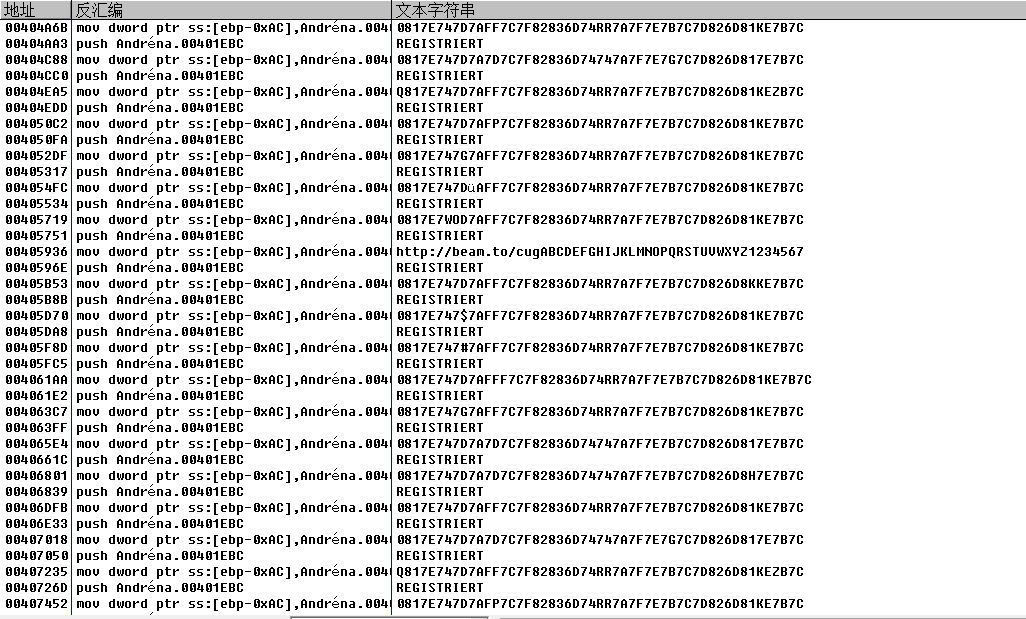 地址 反汇编 文本字符串
00404A6B mov dword ptr ss:[ebp-0xAC],Andréna.004 0817E747D7AFF7C7F82836D74RR7A7F7E7B7C7D826D81KE7B7C
00404AA3 push Andréna.00401EBC REGISTRIERT
00404C88 mov dword ptr ss:[ebp-0xAC],Andréna.004 0817E747D7A7D7C7F82836D74747A7F7E7G7C7D826D817E7B7C
00404CC0 push Andréna.00401EBC REGISTRIERT
00404EA5 mov dword ptr ss:[ebp-0xAC],Andréna.004 Q817E747D7AFF7C7F82836D74RR7A7F7E7B7C7D826D81KEZB7C
00404EDD push Andréna.00401EBC REGISTRIERT
004050C2 mov dword ptr ss:[ebp-0xAC],Andréna.004 0817E747D7AFP7C7F82836D74RR7A7F7E7B7C7D826D81KE7B7C
004050FA push Andréna.00401EBC REGISTRIERT
004052DF mov dword ptr ss:[ebp-0xAC],Andréna.004 0817E747G7AFF7C7F82836D74RR7A7F7E7B7C7D826D81KE7B7C
00405317 push Andréna.00401EBC REGISTRIERT
004054FC mov dword ptr ss:[ebp-0xAC],Andréna.004 0817E747DüAFF7C7F82836D74RR7A7F7E7B7C7D826D81KE7B7C
00405534 push Andréna.00401EBC REGISTRIERT
00405719 mov dword ptr ss:[ebp-0xAC],Andréna.004 0817E7WOD7AFF7C7F82836D74RR7A7F7E7B7C7D826D81KE7B7C
00405751 push Andréna.00401EBC REGISTRIERT
00405936 mov dword ptr ss:[ebp-0xAC],Andréna.004 http://beam.to/cugABCDEFGHIJKLMNOPQRSTUVWXYZ1234567
0040596E push Andréna.00401EBC REGISTRIERT
00405B53 mov dword ptr ss:[ebp-0xAC],Andréna.004 0817E747D7AFF7C7F82836D74RR7A7F7E7B7C7D826D8KKE7B7C
00405B8B push Andréna.00401EBC REGISTRIERT
00405D70 mov dword ptr ss:[ebp-0xAC],Andréna.004 0817E747$7AFF7C7F82836D74RR7A7F7E7B7C7D826D81KE7B7C
00405DA8 push Andréna.00401EBC REGISTRIERT
00405F8D mov dword ptr ss:[ebp-0xAC],Andréna.004 0817E747#7AFF7C7F82836D74RR7A7F7E7B7C7D826D81KE7B7C
00405FC5 push Andréna.00401EBC REGISTRIERT
004061AA mov dword ptr ss:[ebp-0xAC],Andréna.004 0817E747D7AFFF7C7F82836D74RR7A7F7E7B7C7D826D81KE7B7C
004061E2 push Andréna.00401EBC REGISTRIERT
004063C7 mov dword ptr ss:[ebp-0xAC],Andréna.004 0817E747G7AFF7C7F82836D74RR7A7F7E7B7C7D826D81KE7B7C
004063FF push Andréna.00401EBC REGISTRIERT
004065E4 mov dword ptr ss:[ebp-0xAC],Andréna.004 0817E747D7A7D7C7F82836D74747A7F7E7B7C7D826D817E7B7C
0040661C push Andréna.00401EBC REGISTRIERT
00406801 mov dword ptr ss:[ebp-0xAC],Andréna.004 0817E747D7A7D7C7F82836D74747A7F7E7B7C7D826D8H7E7B7C
00406839 push Andréna.00401EBC REGISTRIERT
00406DFB mov dword ptr ss:[ebp-0xAC],Andréna.004 0817E747D7AFF7C7F82836D74RR7A7F7E7B7C7D826D81KE7B7C
00406E33 push Andréna.00401EBC REGISTRIERT
00407018 mov dword ptr ss:[ebp-0xAC],Andréna.004 0817E747D7A7D7C7F82836D74747A7F7E7G7C7D826D817E7B7C
00407050 push Andréna.00401EBC REGISTRIERT
00407235 mov dword ptr ss:[ebp-0xAC],Andréna.004 Q817E747D7AFF7C7F82836D74RR7A7F7E7B7C7D826D81KEZB7C
0040726D push Andréna.00401EBC REGISTRIERT
00407452 mov dword ptr ss:[ebp-0xAC],Andréna.004 0817E747D7AFP7C7F82836D74RR7A7F7E7B7C7D826D81KE7B7C